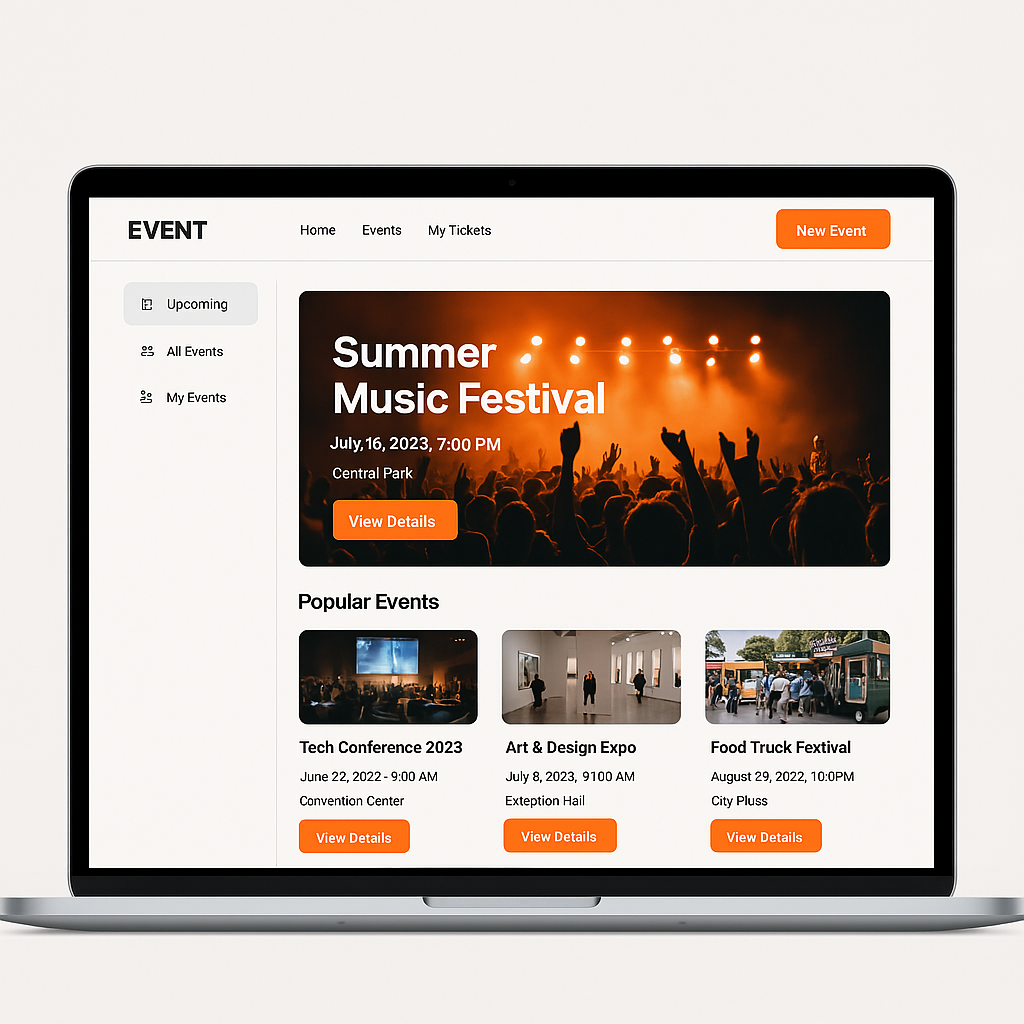 EVENT
Home
Events
My Tickets
New Event
Upcoming
All Events
My Events
Summer
Music Festival
July, 16, 2023, 7:00 PM
Central Park
View Details
Popular Events
Tech Conference 2023
June 22, 2022 - 9:00 AM
Convention Center
View Details
Art & Design Expo
July 8, 2023, 9100 AM
Exteption Hail
View Details
Food Truck Fextival
August 29, 2022, 10:0PM
City Pluss
View Details